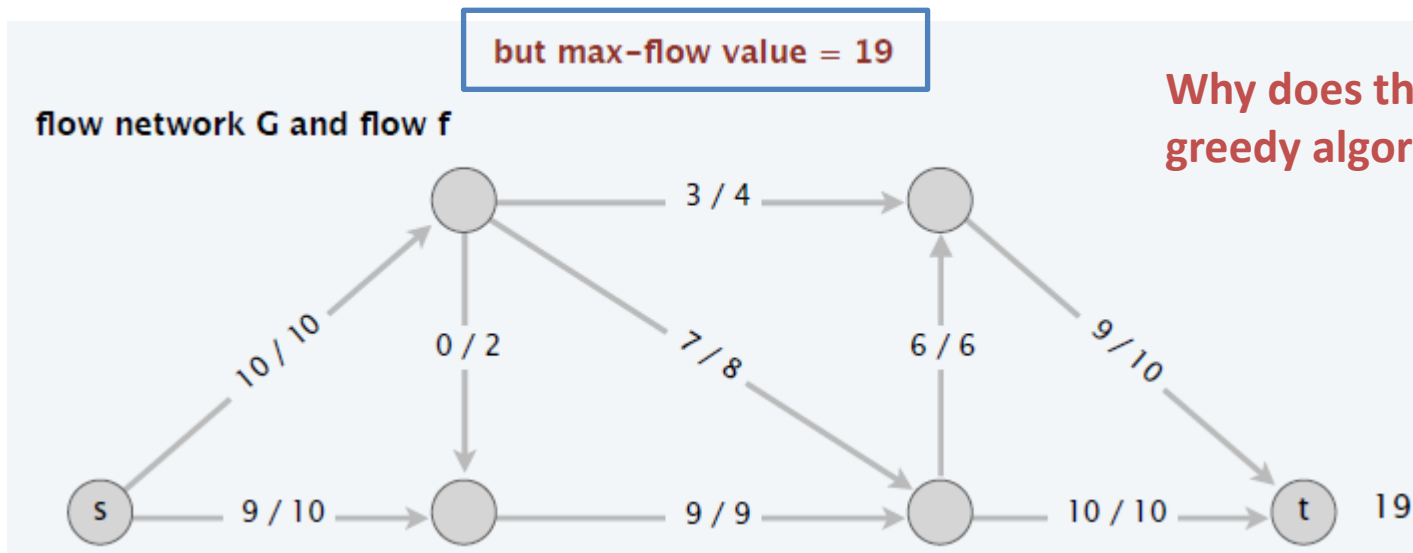 but max-flow value = 19
Why does th
greedy algor
flow network G and flow f
3 / 4
10 / 10
0 / 2
7 / 8
6 / 6
9 / 10
s
9 / 10
9 / 9
10 / 10
t
19